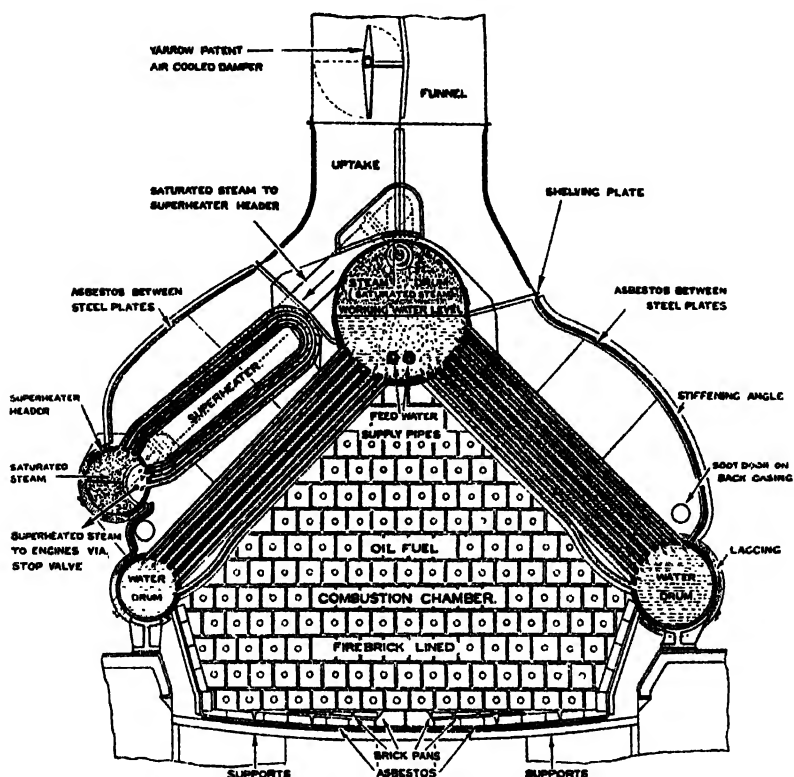 YARROW PATENT
AIR COOLED DAMPER
FUNNEL
UPTAKE
SATURATED STEAM TO
SUPERHEATER HEADER
SHELVING PLATE
ASBESTOS BETWEEN
STEEL PLATES
STEAM DRUM
(SATURATED STEAM)
WORKING WATER LEVEL
ASBESTOS BETWEEN
STEEL PLATES
SUPERHEATER
SUPERHEATER
HEADER
STIFFENING ANGLE
FEED WATER
SUPPLY PIPES
SATURATED
STEAM
SOOT DOOR ON
BACK CASING
SUPERHEATED STEAM
TO ENGINES VIA
STOP VALVE
OIL FUEL
LAGGING
WATER
DRUM
COMBUSTION CHAMBER.
WATER
DRUM
FIREBRICK LINED
BRICK PANS
SUPPORTS
ASBESTOS
SUPPORTS